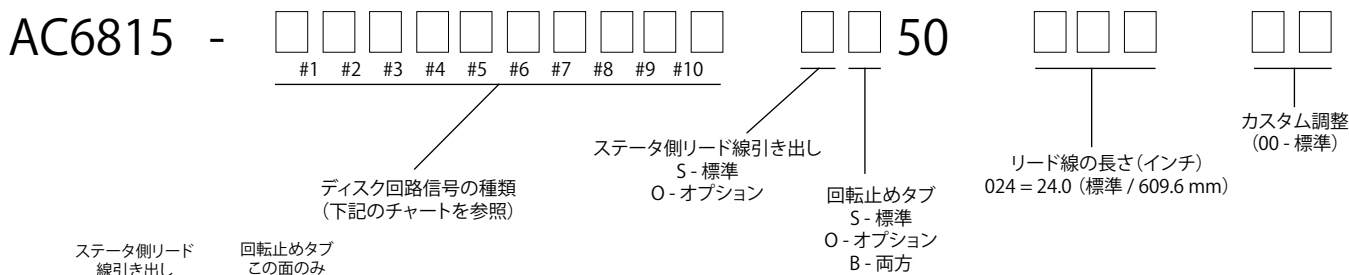 AC6815 - 50
#1 #2 #3 #4 #5 #6 #7 #8 #9 #10
ディスク回路信号の種類
(下記のチャートを参照)
ステータ側リード線引き出し
S - 標準
O - オプション
回転止めタブ
S - 標準
O - オプション
B - 両方
リード線の長さ(インチ)
024 = 24.0 (標準 / 609.6 mm)
カスタム調整
(00 - 標準)
ステータ側リード
線引き出し
回転止めタブ
この面のみ